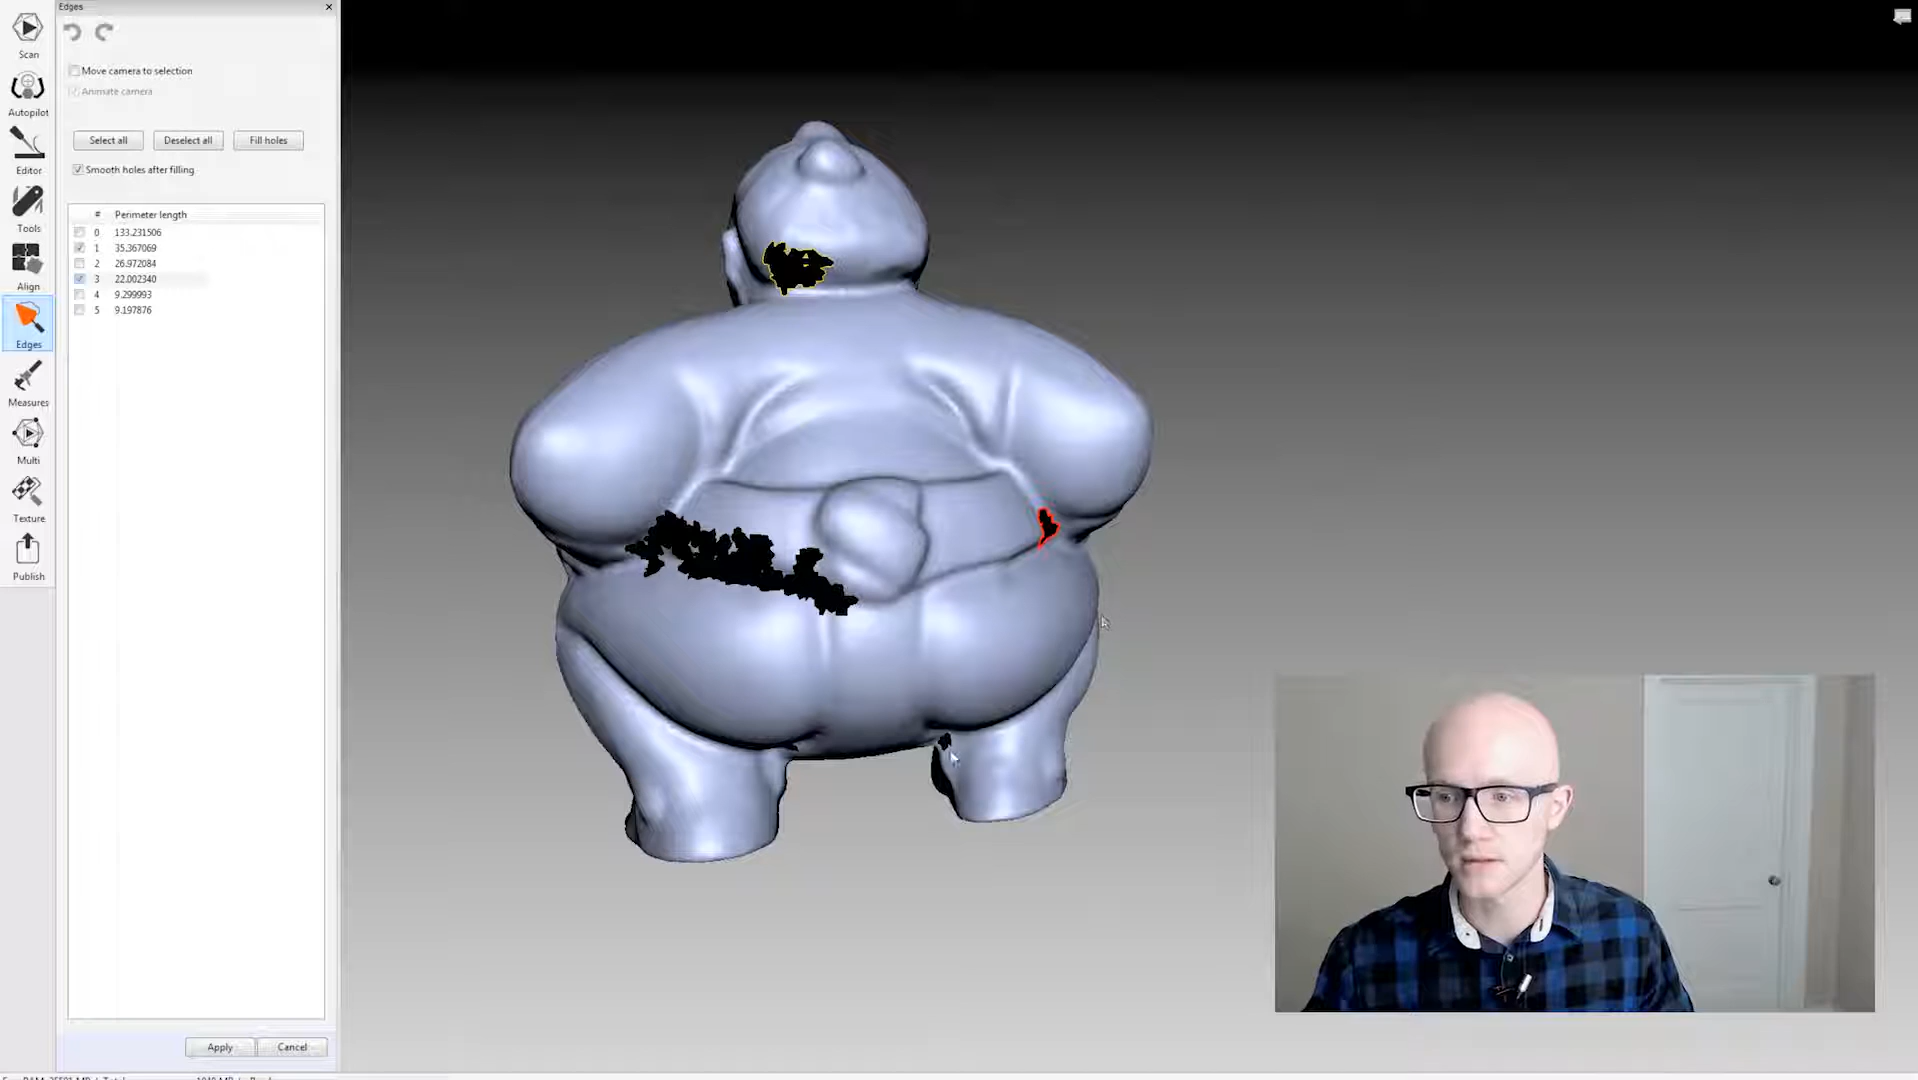 Edges
Scan
Autopilot
Editor
Tools
Align
Edges
Measures
Multi
Texture
Publish
Move camera to selection
Animate camera
Select all Deselect all Fill holes
Smooth holes after filling
# Perimeter length
0 133.231506
1 35.367069
2 26.972084
3 22.002340
4 9.299993
5 9.197876
Apply Cancel